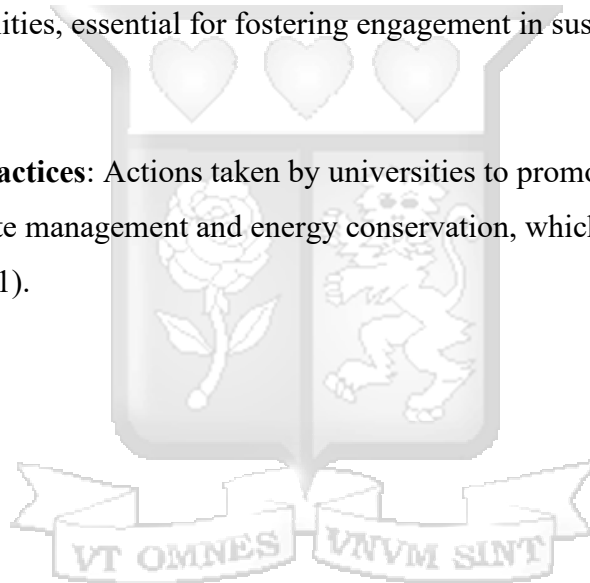 lities, essential for fostering engagement in sus
actices: Actions taken by universities to promo
te management and energy conservation, which
1).
VT OMNES VNVM SINT